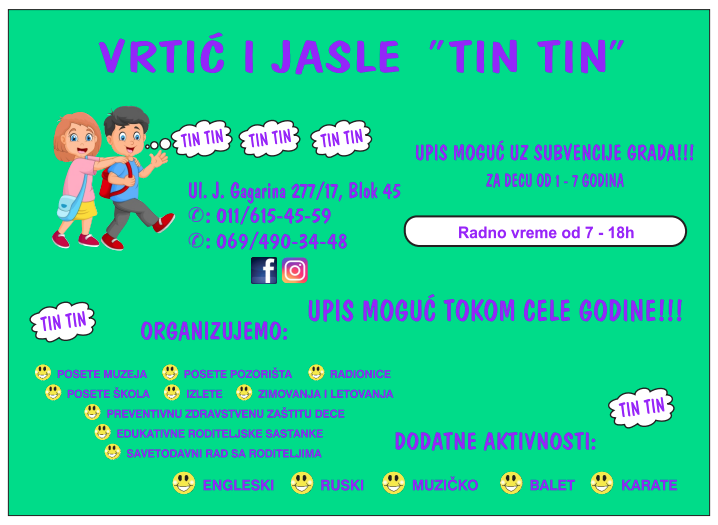 VRTIĆ I JASLE "TIN TIN"
TIN TIN TIN TIN TIN TIN
UPIS MOGUĆ UZ SUBVENCIJE GRADA!!!
ZA DECU OD 1 - 7 GODINA
Ul. J. Gagarina 277/17, Blok 45
✆: 011/615-45-59
✆: 069/490-34-48
Radno vreme od 7 - 18h
f
UPIS MOGUĆ TOKOM CELE GODINE!!!
TIN TIN
ORGANIZUJEMO:
POSETE MUZEJA POSETE POZORIŠTA RADIONICE
POSETE ŠKOLA IZLETE ZIMOVANJA I LETOVANJA
PREVENTIVNU ZDRAVSTVENU ZAŠTITU DECE
EDUKATIVNE RODITELJSKE SASTANKE
SAVETODAVNI RAD SA RODITELJIMA
TIN TIN
DODATNE AKTIVNOSTI:
ENGLESKI RUSKI MUZIČKO BALET KARATE